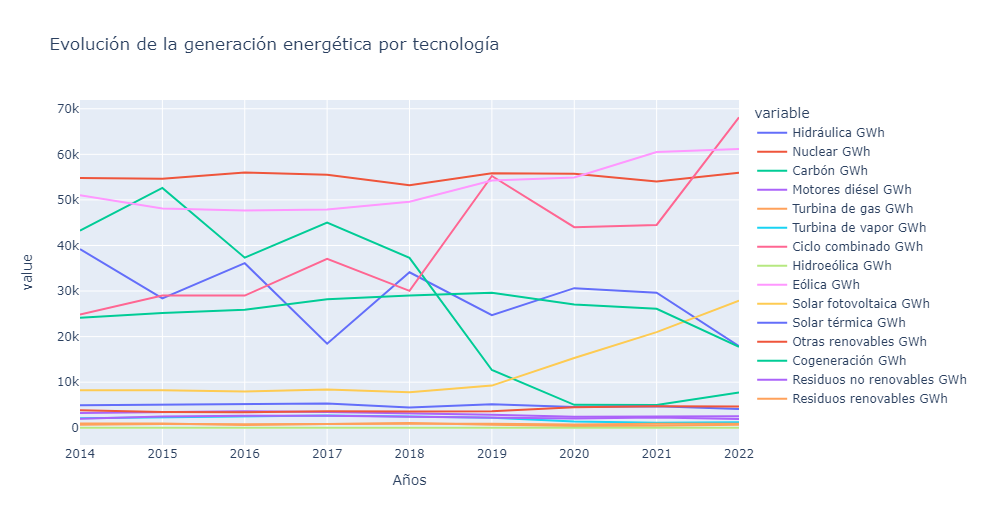 Evolución de la generación energética por tecnología
70k
60k
50k
40k
30k
20k
10k
0
value
2014 2015 2016 2017 2018 2019 2020 2021 2022
Años
variable
Hidráulica GWh
Nuclear GWh
Carbón GWh
Motores diésel GWh
Turbina de gas GWh
Turbina de vapor GWh
Ciclo combinado GWh
Hidroeólica GWh
Eólica GWh
Solar fotovoltaica GWh
Solar térmica GWh
Otras renovables GWh
Cogeneración GWh
Residuos no renovables GWh
Residuos renovables GWh